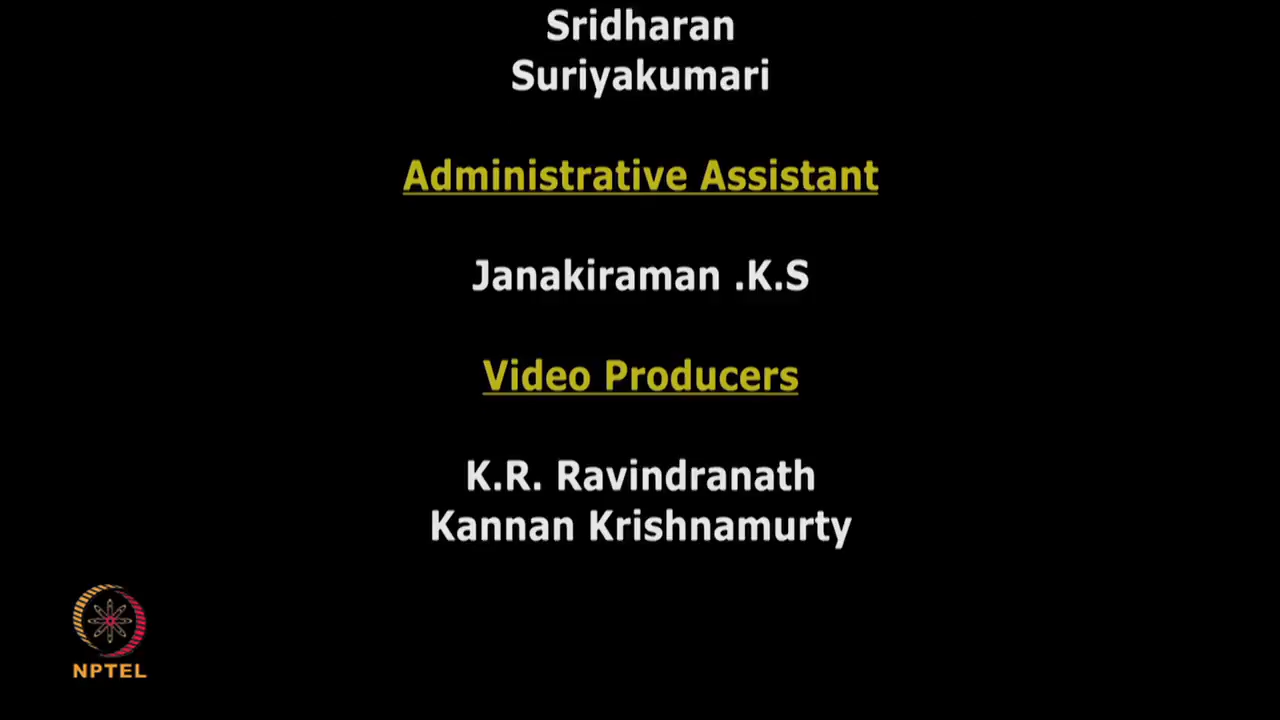 Sridharan
Suriyakumari
Administrative Assistant
Janakiraman .K.S
Video Producers
K.R. Ravindranath
Kannan Krishnamurty
NPTEL